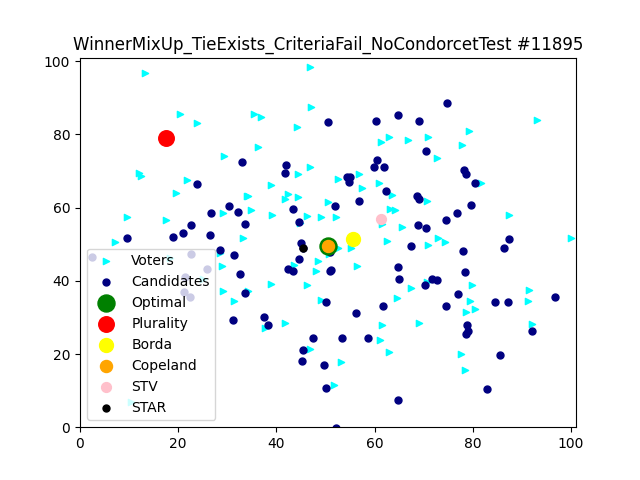 WinnerMixUp_TieExists_CriteriaFail_NoCondorcetTest #11895
100
80
60
40
20
0
Voters
Candidates
Optimal
Plurality
Borda
Copeland
STV
STAR
0 20 40 60 80 100